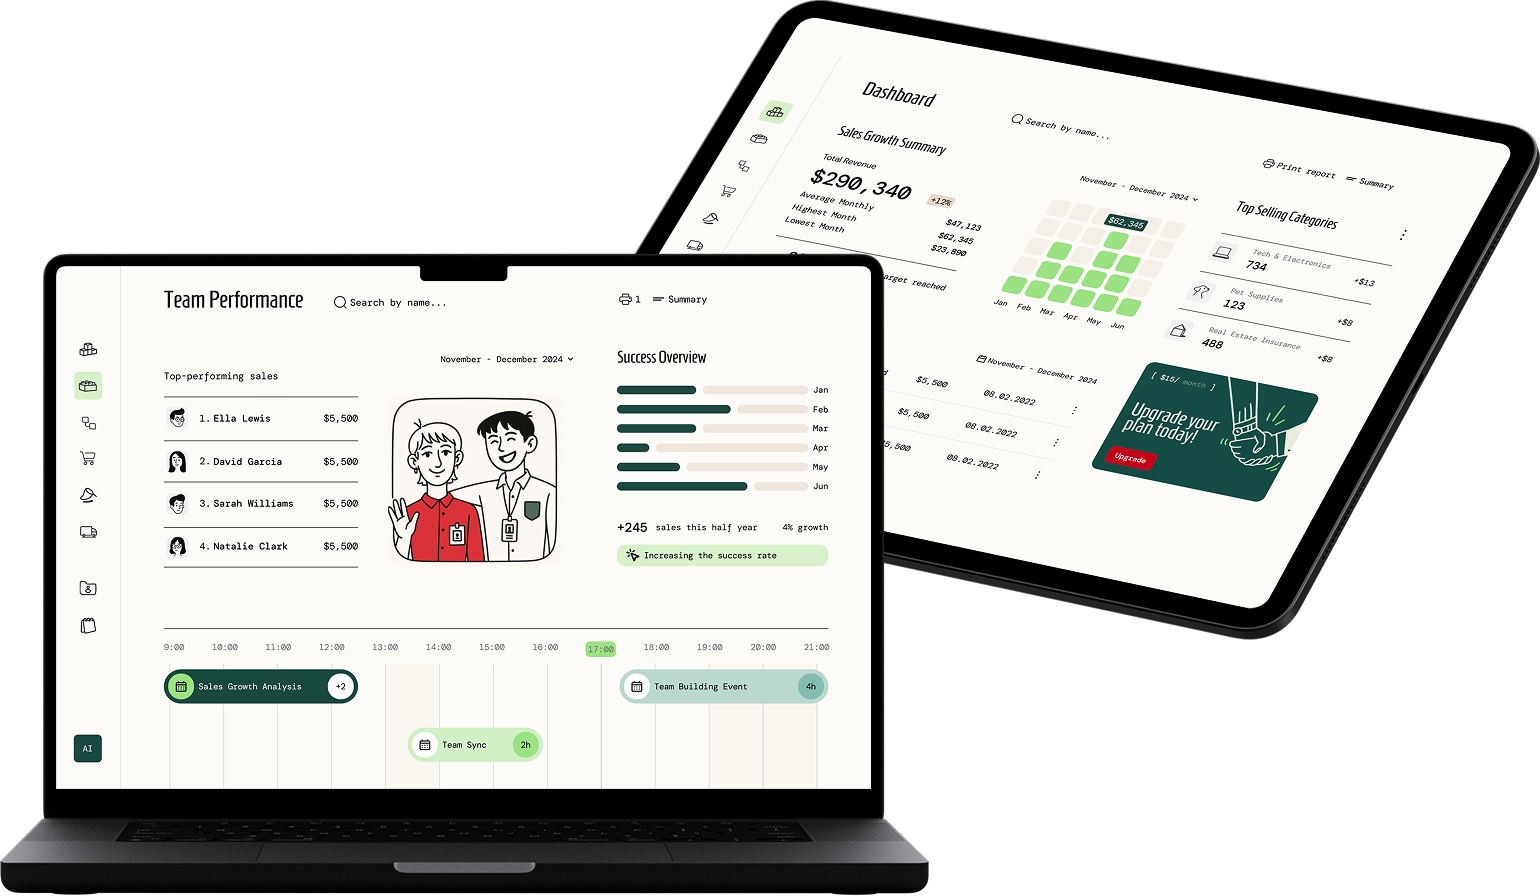 Team Performance
Search by name...
1
Summary
November - December 2024
Top-performing sales
1. Ella Lewis $5,500
2. David Garcia $5,500
3. Sarah Williams $5,500
4. Natalie Clark $5,500
Success Overview
Jan
Feb
Mar
Apr
May
Jun
+245 sales this half year 4% growth
Increasing the success rate
9:00 10:00 11:00 12:00 13:00 14:00 15:00 16:00 17:00 18:00 19:00 20:00 21:00
Sales Growth Analysis +2
Team Building Event 4h
Team Sync 2h
AI
Dashboard
Search by name...
Print report
Summary
Sales Growth Summary
Total Revenue
$290,340 +12%
Average Monthly $47,123
Highest Month $62,345
Lowest Month $23,890
arget reached
November - December 2024
$62,345
Jan Feb Mar Apr May Jun
Top Selling Categories
Tech & Electronics
734 +$13
Pet Supplies
123 +$8
Real Estate Insurance
488 +$8
November - December 2024
$5,500 08.02.2022
$5,500 08.02.2022
5,500 08.02.2022
[ $15/ month ]
Upgrade your
plan today!
Upgrade